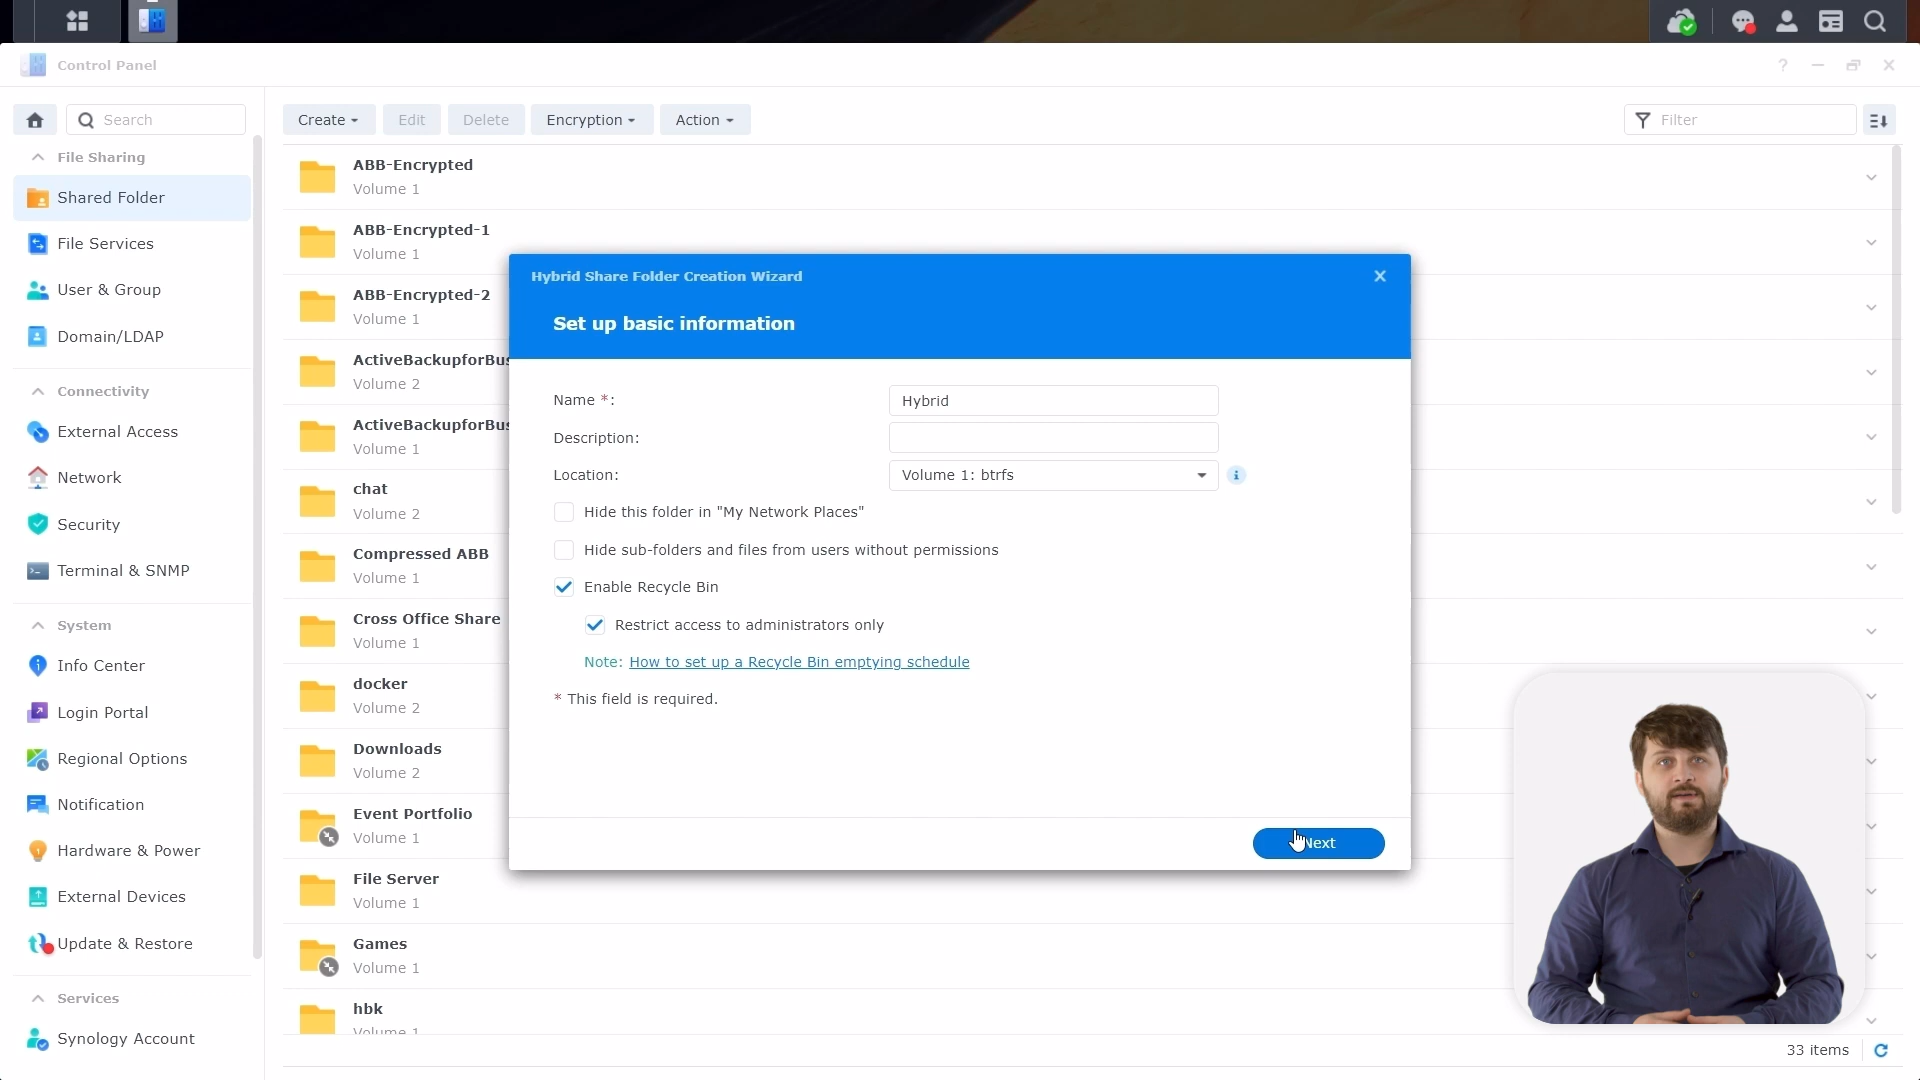 Control Panel
Search
Create
Edit
Delete
Encryption
Action
Filter
File Sharing
Shared Folder
File Services
User & Group
Domain/LDAP
Connectivity
External Access
Network
Security
Terminal & SNMP
System
Info Center
Login Portal
Regional Options
Notification
Hardware & Power
External Devices
Update & Restore
Services
Synology Account
ABB-Encrypted
Volume 1
ABB-Encrypted-1
Volume 1
ABB-Encrypted-2
Volume 1
ActiveBackupforBus
Volume 2
ActiveBackupforBus
Volume 1
chat
Volume 2
Compressed ABB
Volume 1
Cross Office Share
Volume 1
docker
Volume 2
Downloads
Volume 2
Event Portfolio
Volume 1
File Server
Volume 1
Games
Volume 1
hbk
Volume 1
Hybrid Share Folder Creation Wizard
Set up basic information
Name *:
Hybrid
Description:
Location:
Volume 1: btrfs
Hide this folder in "My Network Places"
Hide sub-folders and files from users without permissions
Enable Recycle Bin
Restrict access to administrators only
Note: How to set up a Recycle Bin emptying schedule
* This field is required.
Next
33 items